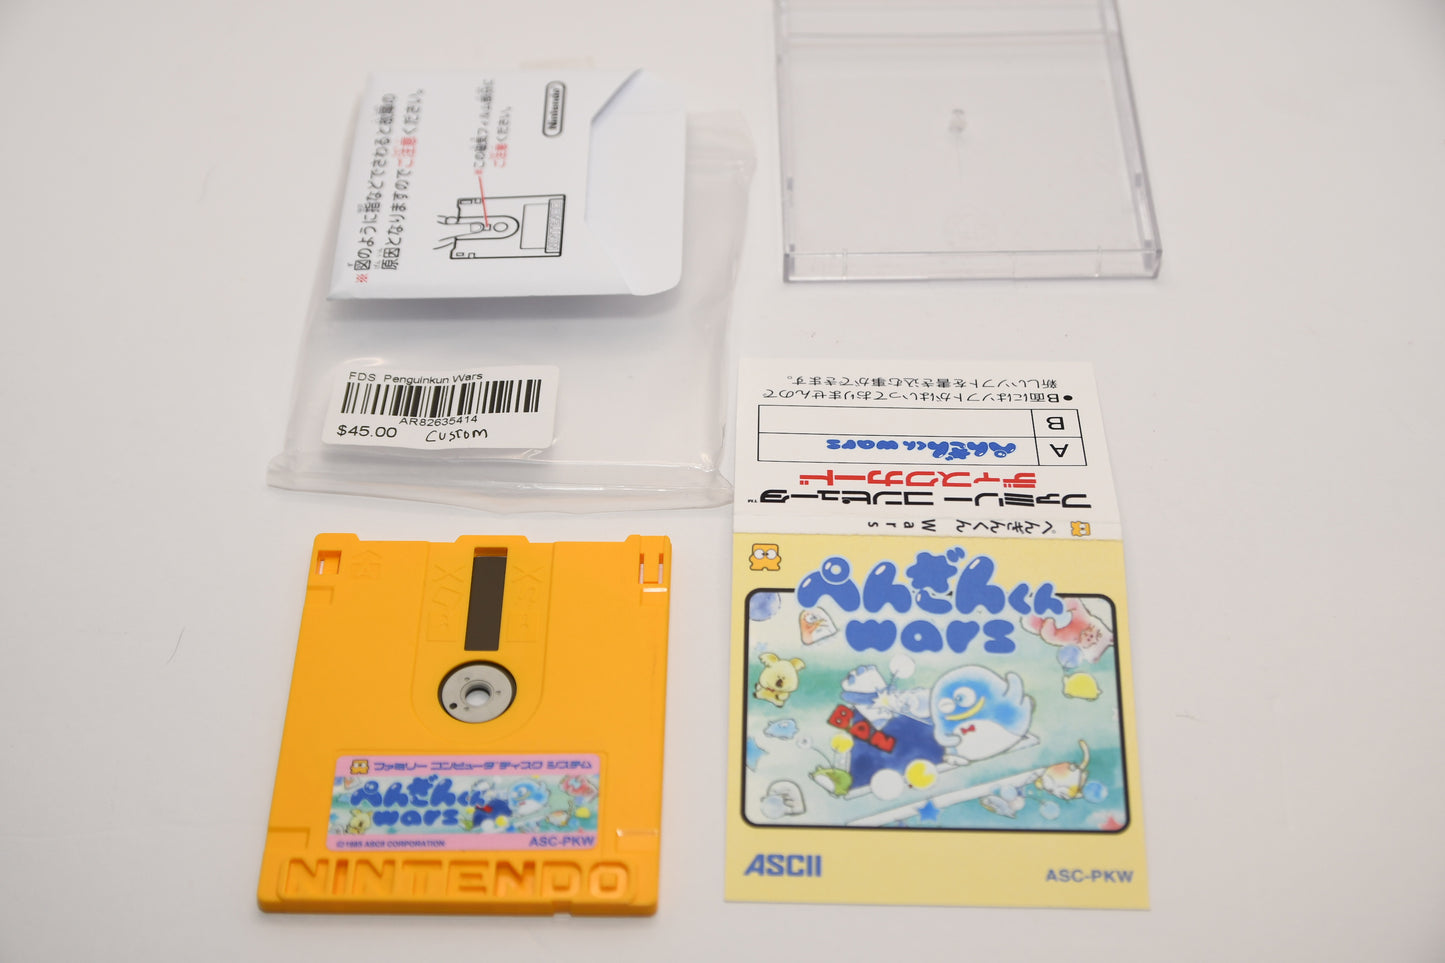 ※図のように指などでさわると故障の
原因となりますのでご注意ください。
※この磁気フィルム部分に
ご注意ください。
Nintendo
NINTENDO
FDS Penguinkun Wars
AR82635414
$45.00
custom
●B面にはソフトがはいっておりませんので
新しいソフトを書き込む事ができます。
B
A
ぺんぎんくんwars
ファミリー コンピュータ™
ディスクカード
ぺんぎんくん Wars
ぺんぎんくん
wars
BAN
ASCII
ASC-PKW
ファミリー コンピュータ ディスク システム
ぺんぎんくん
wars
©1985 ASCII CORPORATION
ASC-PKW
NINTENDO